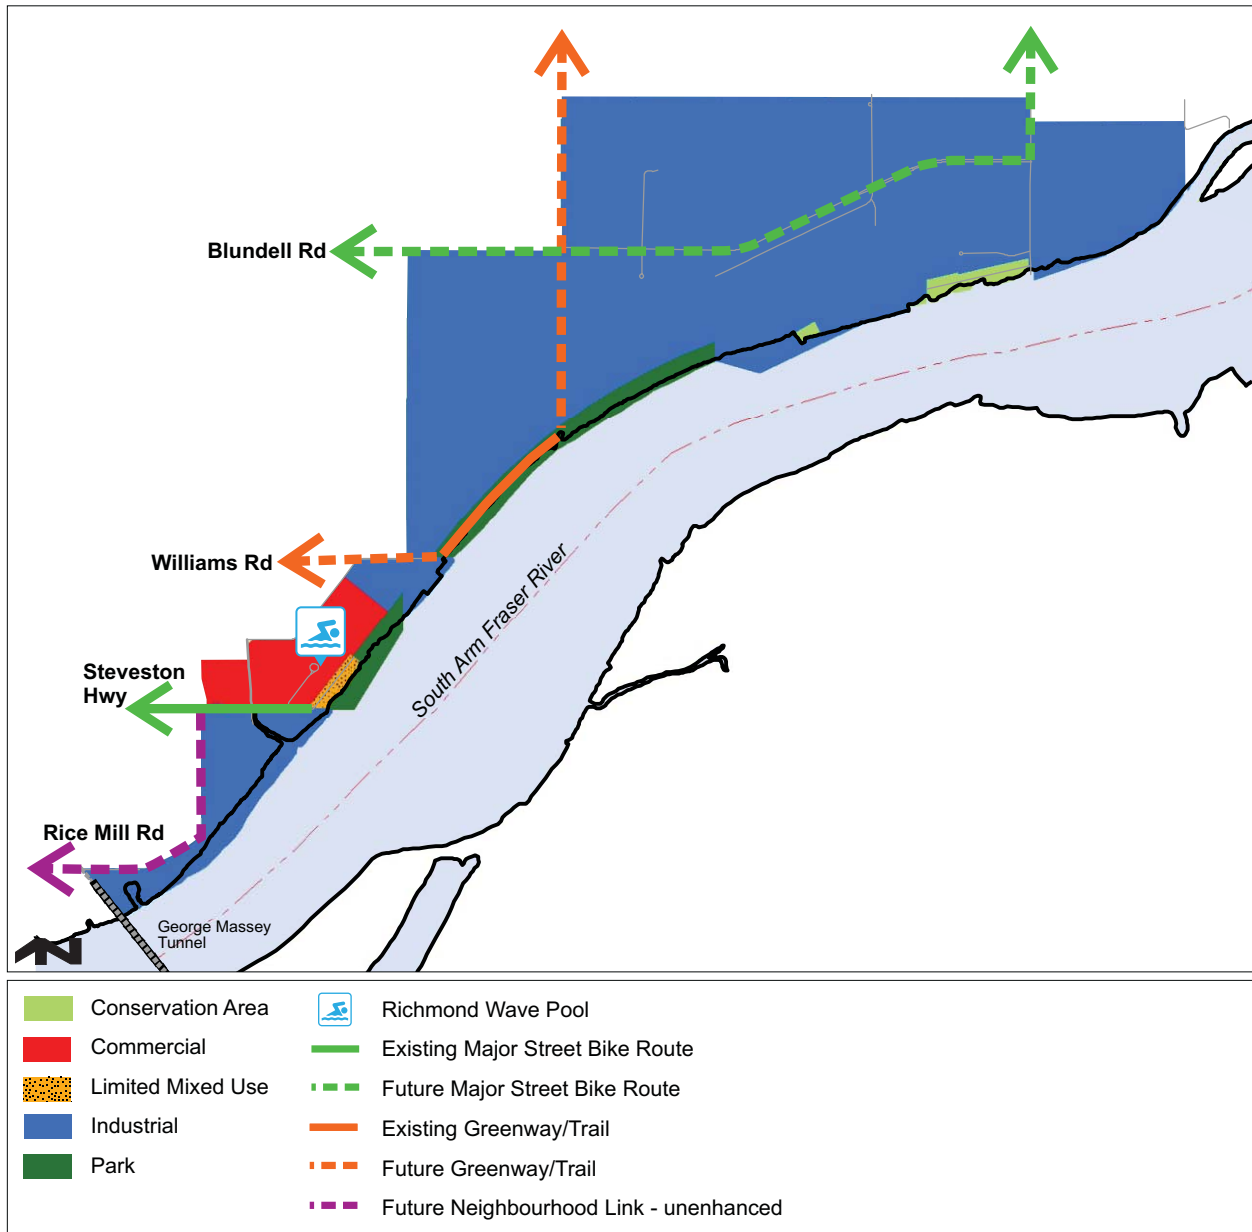 Blundell Rd
Williams Rd
Steveston
Hwy
South Arm Fraser River
Rice Mill Rd
George Massey
Tunnel
N
Conservation Area
Commercial
Limited Mixed Use
Industrial
Park
Richmond Wave Pool
Existing Major Street Bike Route
Future Major Street Bike Route
Existing Greenway/Trail
Future Greenway/Trail
Future Neighbourhood Link - unenhanced